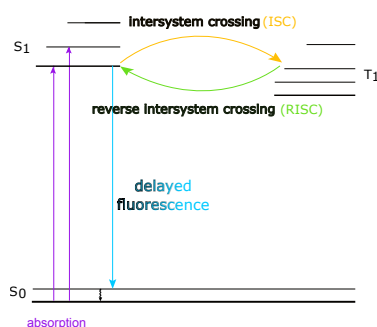 intersystem crossing (ISC)
S1
T1
reverse intersystem crossing (RISC)
delayed
fluorescence
S0
absorption